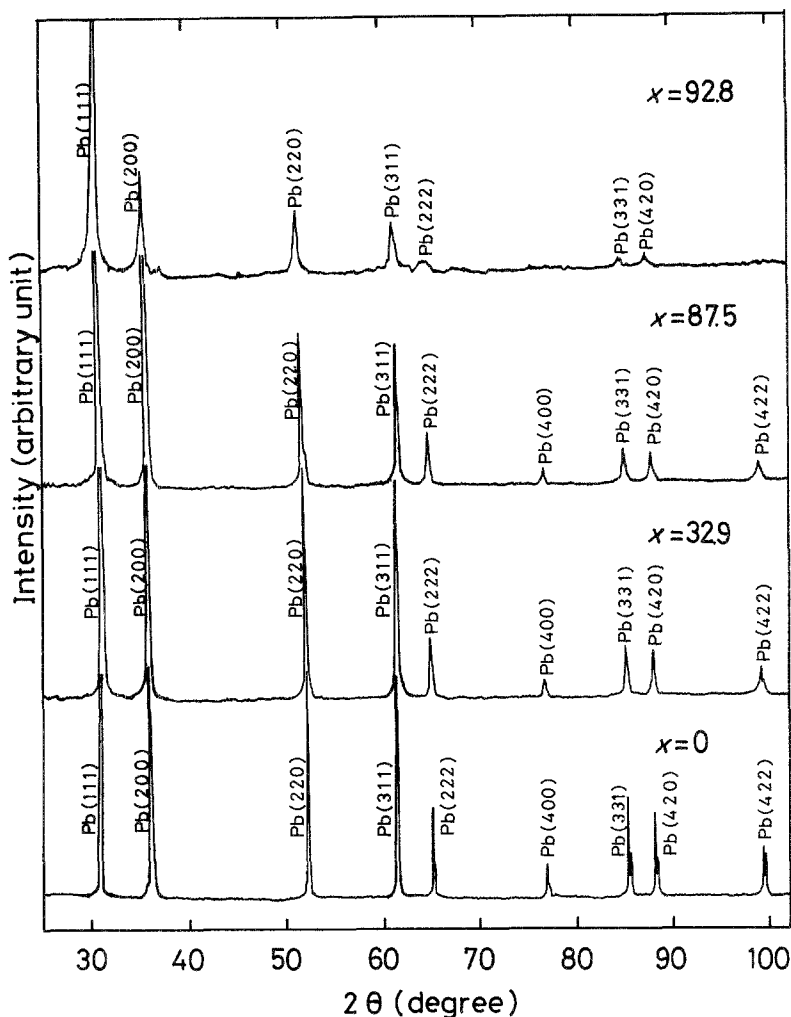 x=92.8
Pb(111)
Pb(200)
Pb(220)
Pb(311)
Pb(222)
Pb(331)
Pb(420)
x=87.5
Pb(111)
Pb(200)
Pb(220)
Pb(311)
Pb(222)
Pb(400)
Pb(331)
Pb(420)
Pb(422)
x=32.9
Pb(111)
Pb(200)
Pb(220)
Pb(311)
Pb(222)
Pb(400)
Pb(331)
Pb(420)
Pb(422)
x=0
Pb(111)
Pb(200)
Pb(220)
Pb(311)
Pb(222)
Pb(400)
Pb(331)
Pb(420)
Pb(422)
Intensity (arbitrary unit)
30 40 50 60 70 80 90 100
2 θ (degree)